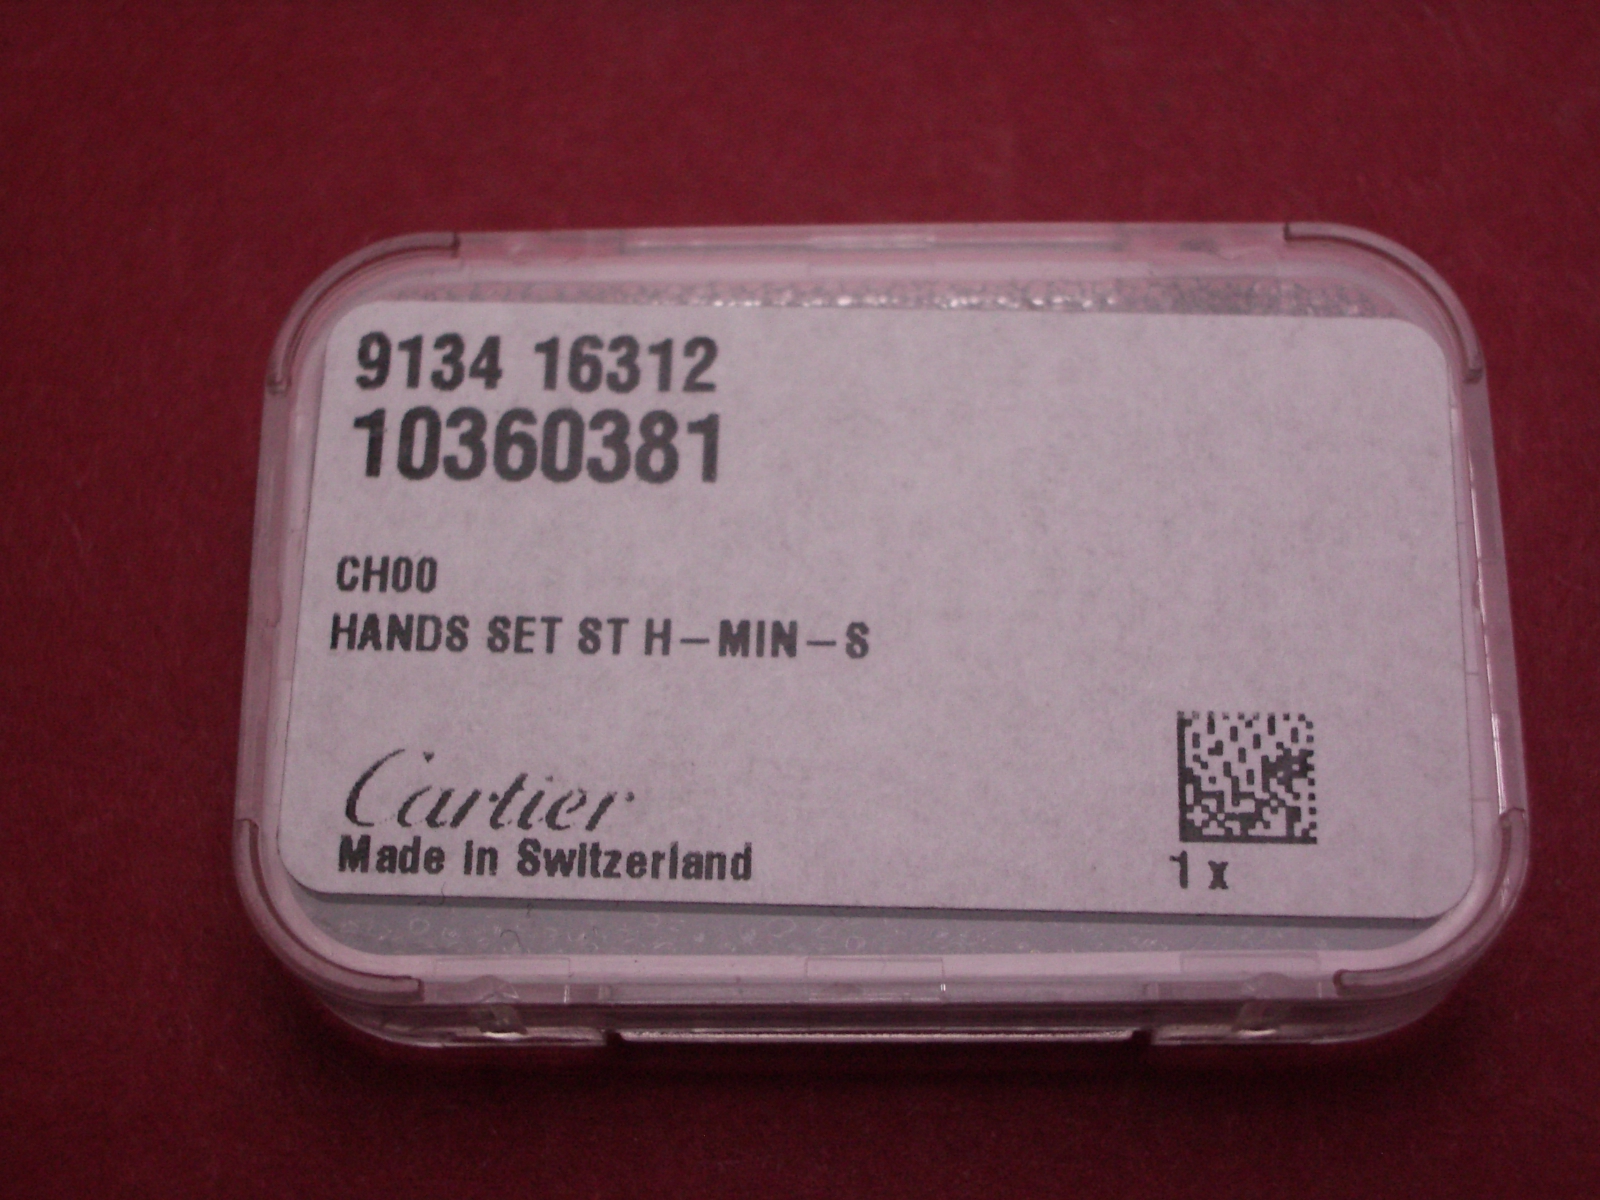 9134 16312
10360381
CH00
HANDS SET ST H-MIN-S
Cartier
Made in Switzerland
1 x